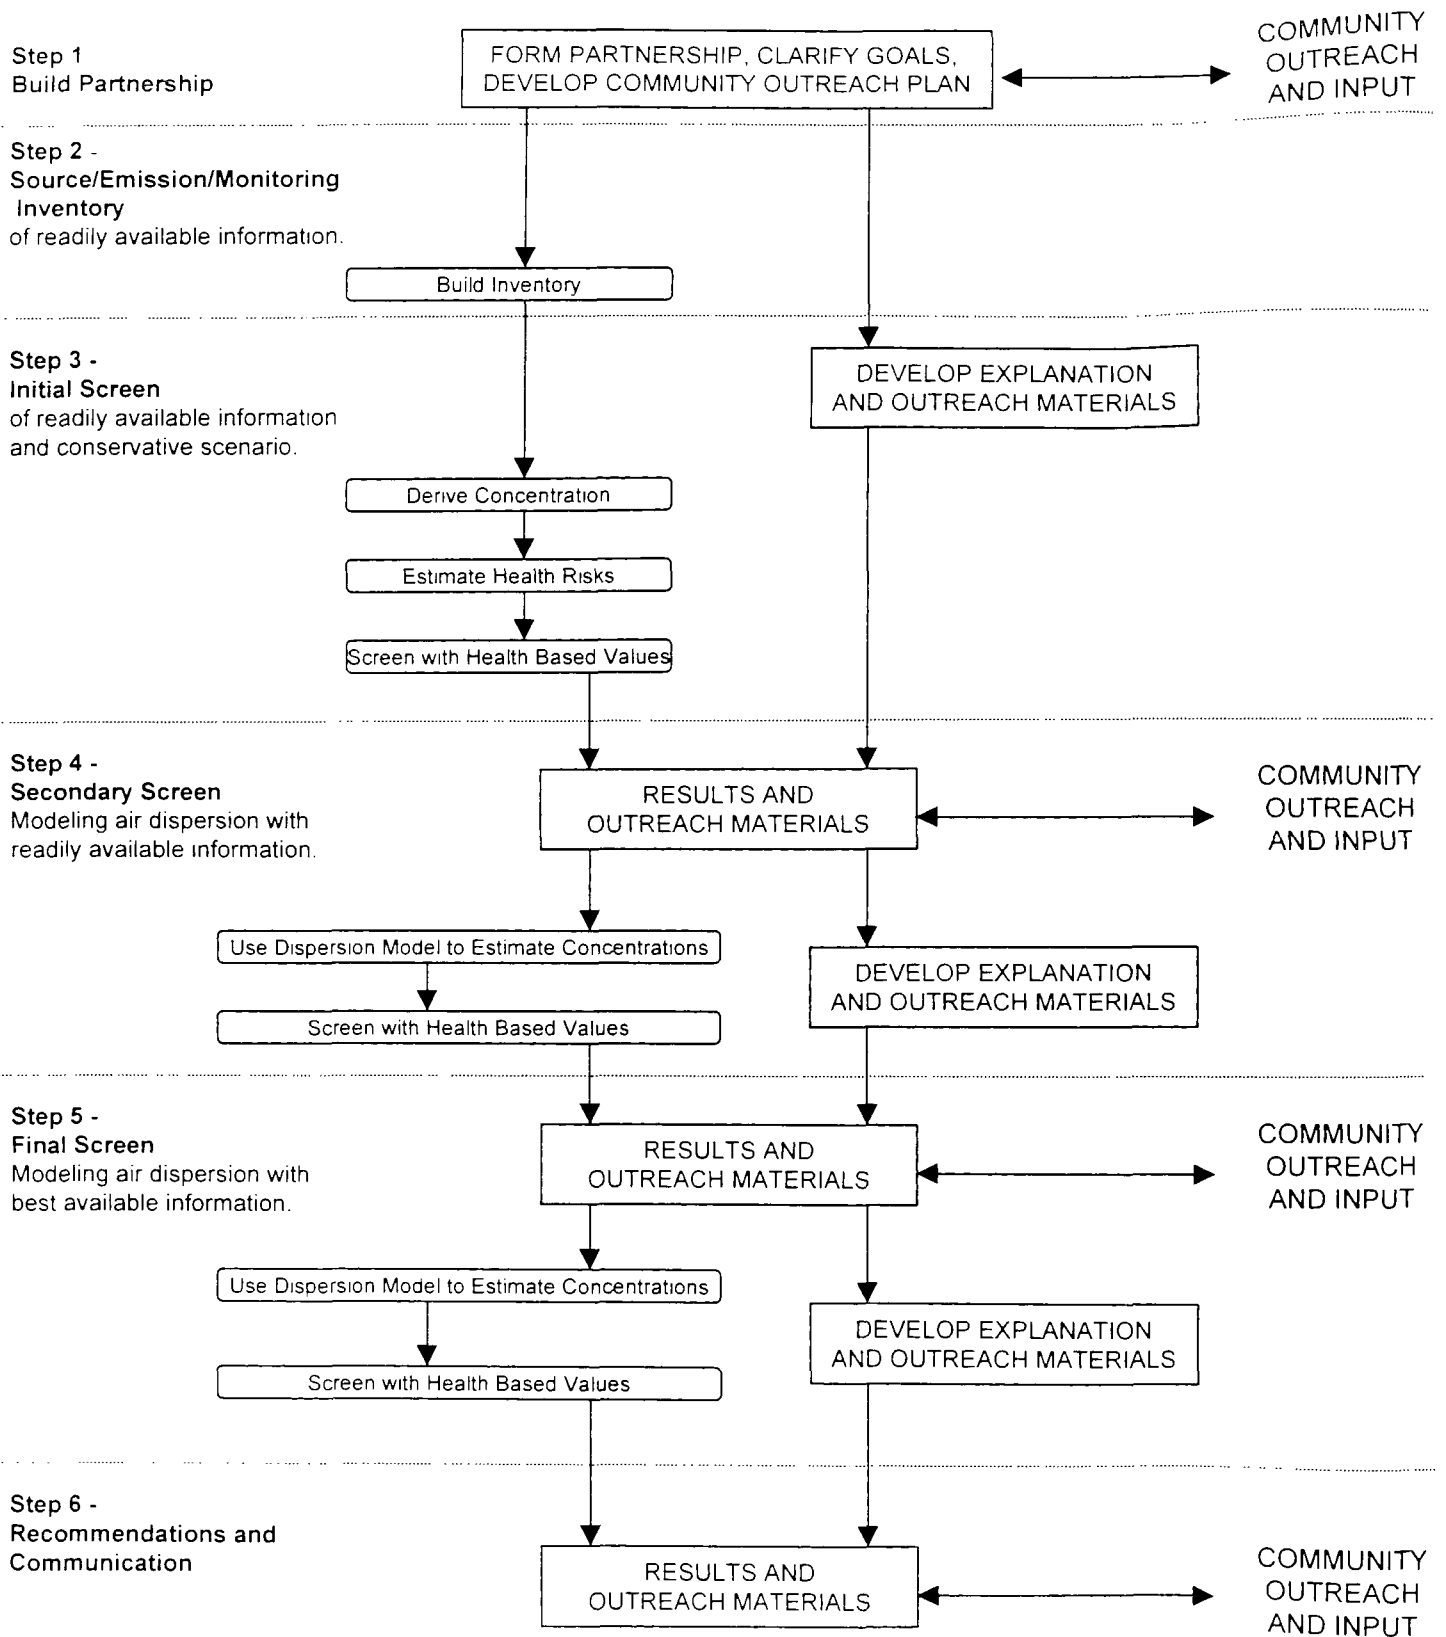 Step 1
Build Partnership
FORM PARTNERSHIP, CLARIFY GOALS,
DEVELOP COMMUNITY OUTREACH PLAN
COMMUNITY
OUTREACH
AND INPUT
Step 2 -
Source/Emission/Monitoring
Inventory
of readily available information.
Build Inventory
Step 3 -
Initial Screen
of readily available information
and conservative scenario.
DEVELOP EXPLANATION
AND OUTREACH MATERIALS
Derive Concentration
Estimate Health Risks
Screen with Health Based Values
Step 4 -
Secondary Screen
Modeling air dispersion with
readily available information.
RESULTS AND
OUTREACH MATERIALS
COMMUNITY
OUTREACH
AND INPUT
Use Dispersion Model to Estimate Concentrations
Screen with Health Based Values
DEVELOP EXPLANATION
AND OUTREACH MATERIALS
Step 5 -
Final Screen
Modeling air dispersion with
best available information.
RESULTS AND
OUTREACH MATERIALS
COMMUNITY
OUTREACH
AND INPUT
Use Dispersion Model to Estimate Concentrations
Screen with Health Based Values
DEVELOP EXPLANATION
AND OUTREACH MATERIALS
Step 6 -
Recommendations and
Communication
RESULTS AND
OUTREACH MATERIALS
COMMUNITY
OUTREACH
AND INPUT